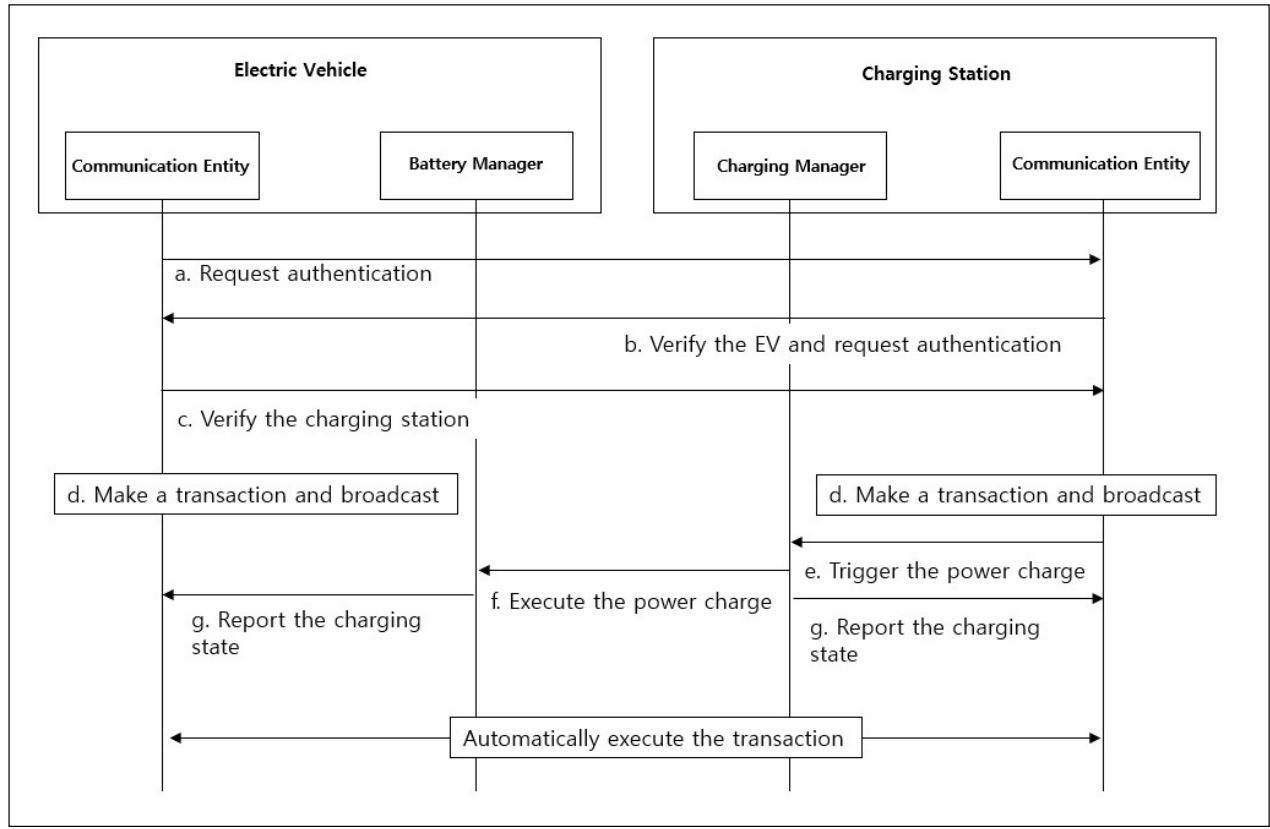 Electric Vehicle
Charging Station
Communication Entity
Battery Manager
Charging Manager
Communication Entity
a. Request authentication
b. Verify the EV and request authentication
c. Verify the charging station
d. Make a transaction and broadcast
d. Make a transaction and broadcast
e. Trigger the power charge
f. Execute the power charge
g. Report the charging
state
g. Report the charging
state
Automatically execute the transaction